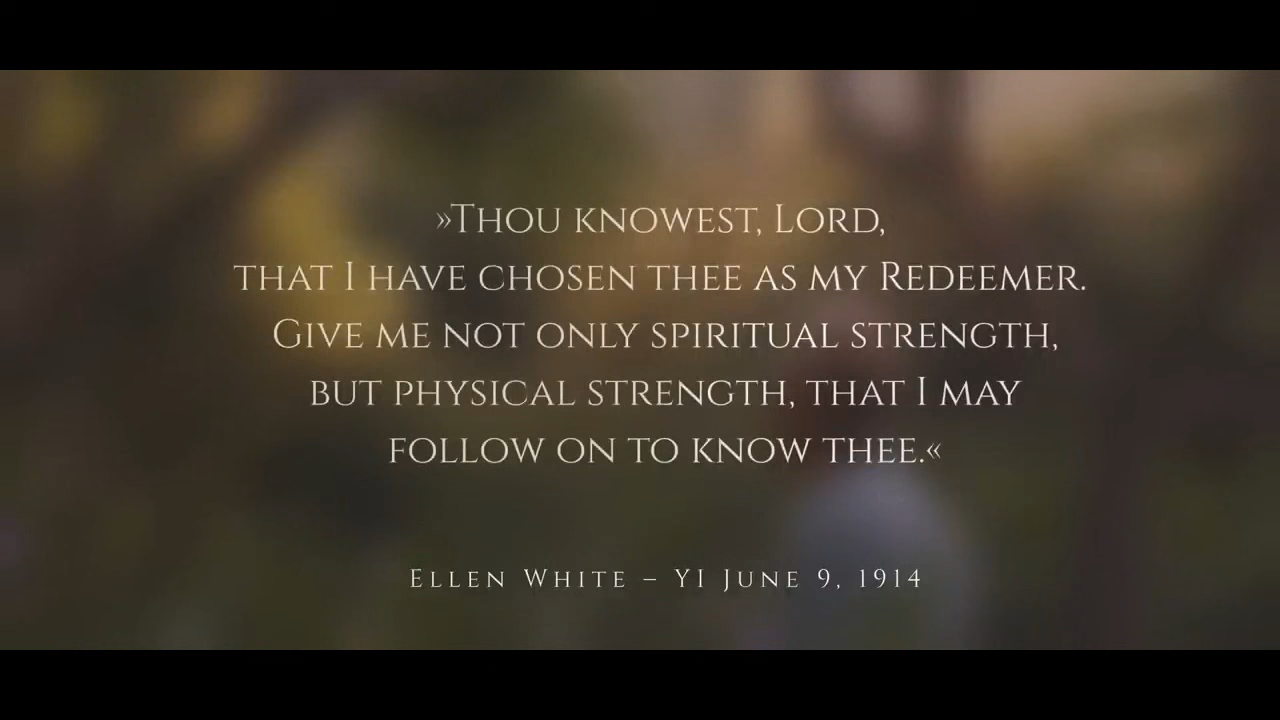 »Thou knowest, Lord,
that I have chosen thee as my Redeemer.
Give me not only spiritual strength,
but physical strength, that I may
follow on to know thee.«
Ellen White – YI June 9, 1914